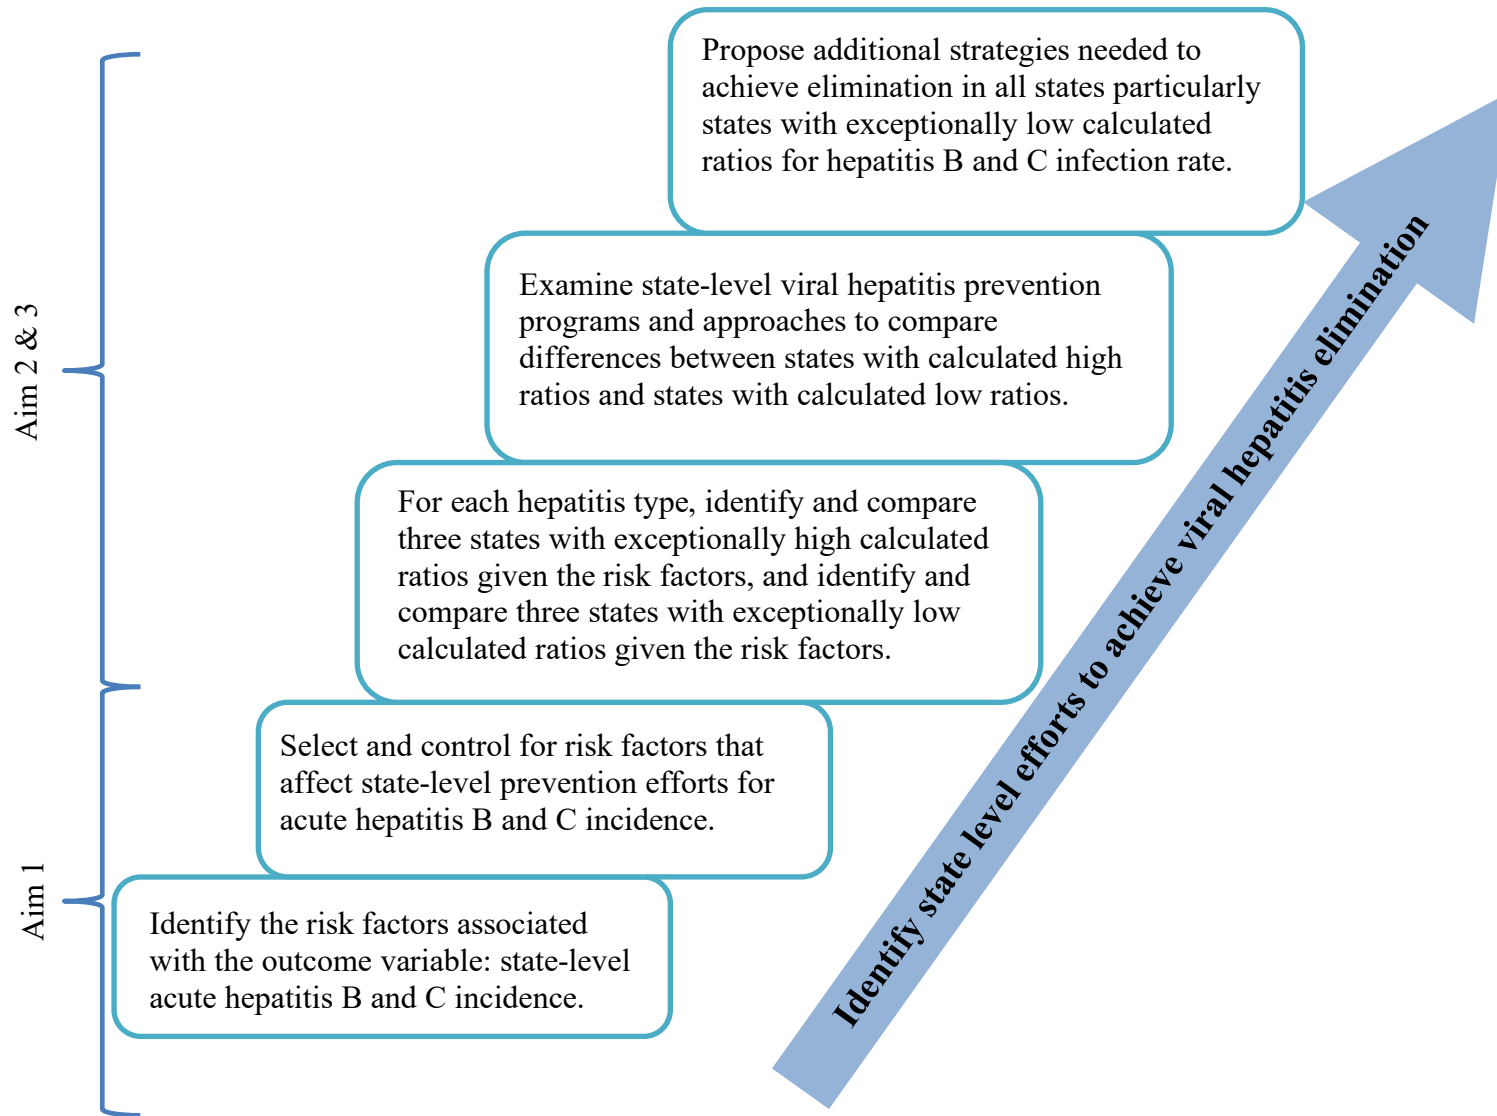 Propose additional strategies needed to
achieve elimination in all states particularly
states with exceptionally low calculated
ratios for hepatitis B and C infection rate.
Aim 2 & 3
Examine state-level viral hepatitis prevention
programs and approaches to compare
differences between states with calculated high
ratios and states with calculated low ratios.
For each hepatitis type, identify and compare
three states with exceptionally high calculated
ratios given the risk factors, and identify and
compare three states with exceptionally low
calculated ratios given the risk factors.
Select and control for risk factors that
affect state-level prevention efforts for
acute hepatitis B and C incidence.
Aim 1
Identify the risk factors associated
with the outcome variable: state-level
acute hepatitis B and C incidence.
Identify state level efforts to achieve viral hepatitis elimination